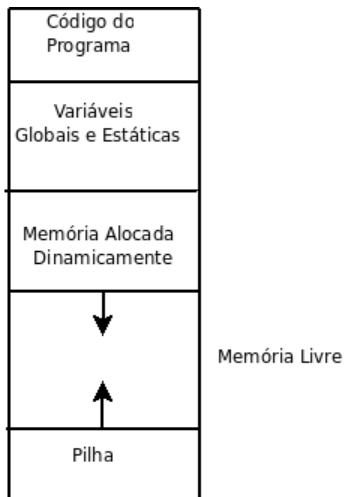 Código do
Programa
Variáveis
Globais e Estáticas
Memória Alocada
Dinamicamente
Memória Livre
Pilha